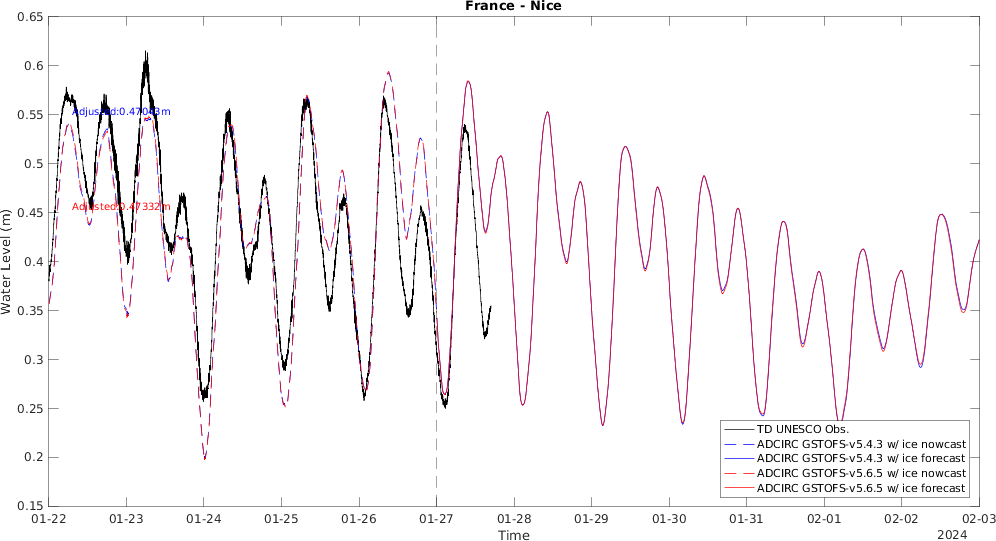 France - Nice
0.65
0.6
0.55
0.5
0.45
0.4
0.35
0.3
0.25
0.2
0.15
Water Level (m)
Adjusted:0.47043m
Adjusted:0.47332m
TD UNESCO Obs.
ADCIRC GSTOFS-v5.4.3 w/ ice nowcast
ADCIRC GSTOFS-v5.4.3 w/ ice forecast
ADCIRC GSTOFS-v5.6.5 w/ ice nowcast
ADCIRC GSTOFS-v5.6.5 w/ ice forecast
01-22 01-23 01-24 01-25 01-26 01-27 01-28 01-29 01-30 01-31 02-01 02-02 02-03
Time
2024